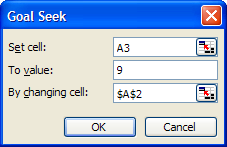 Goal Seek
Set cell: A3
To value: 9
By changing cell: $A$2
OK Cancel